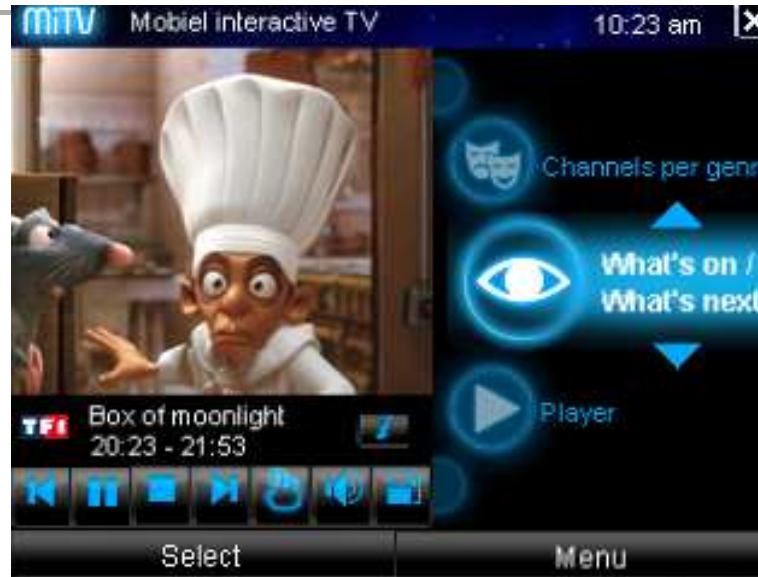 MiTV Mobiel interactive TV 10:23 am
Channels per genr
What's on /
What's next
TF1 Box of moonlight
20:23 - 21:53
Player
Select Menu